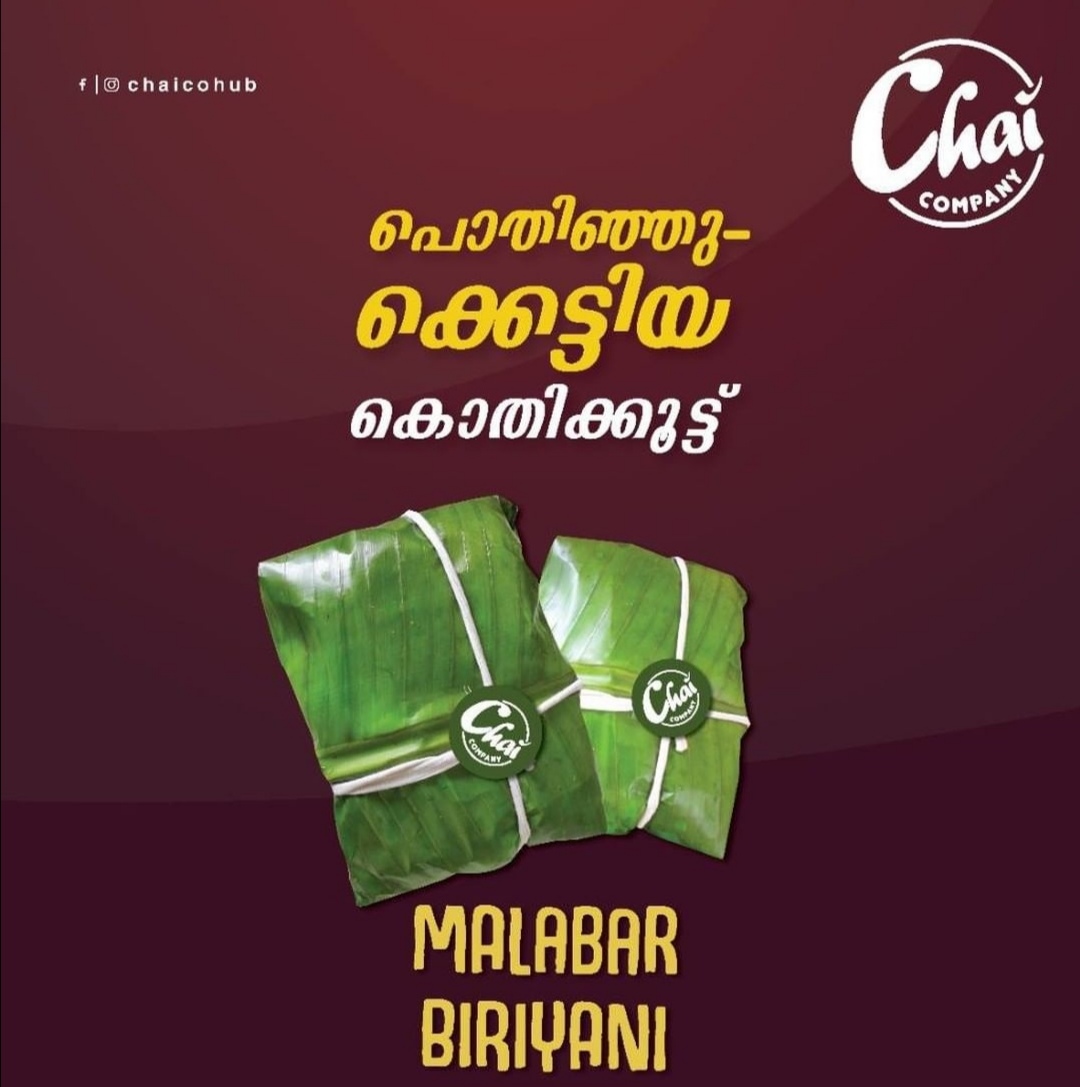 f | chaicohub
Chai
COMPANY
പൊതിഞ്ഞു-
ക്കെട്ടിയ
കൊതിക്കൂട്ട്
Chai
COMPANY
Chai
COMPANY
MALABAR
BIRIYANI